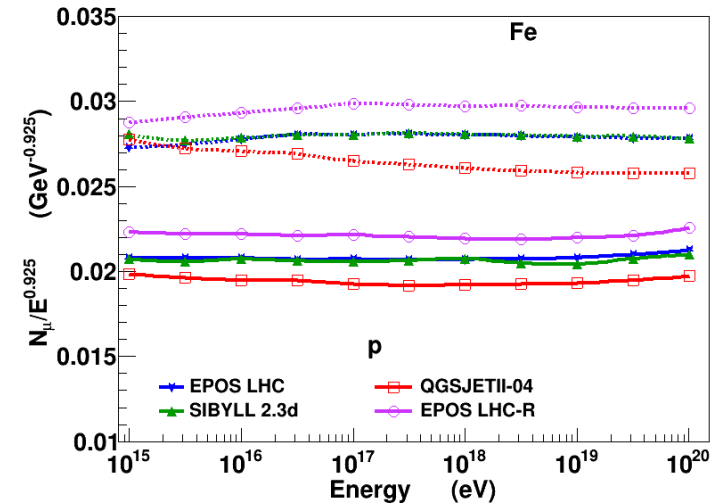 Fe
0.035
0.03
0.025
0.02
0.015
0.01
N_μ/E^0.925 (GeV^-0.925)
p
EPOS LHC
QGSJETII-04
SIBYLL 2.3d
EPOS LHC-R
10^15 10^16 10^17 10^18 10^19 10^20
Energy (eV)